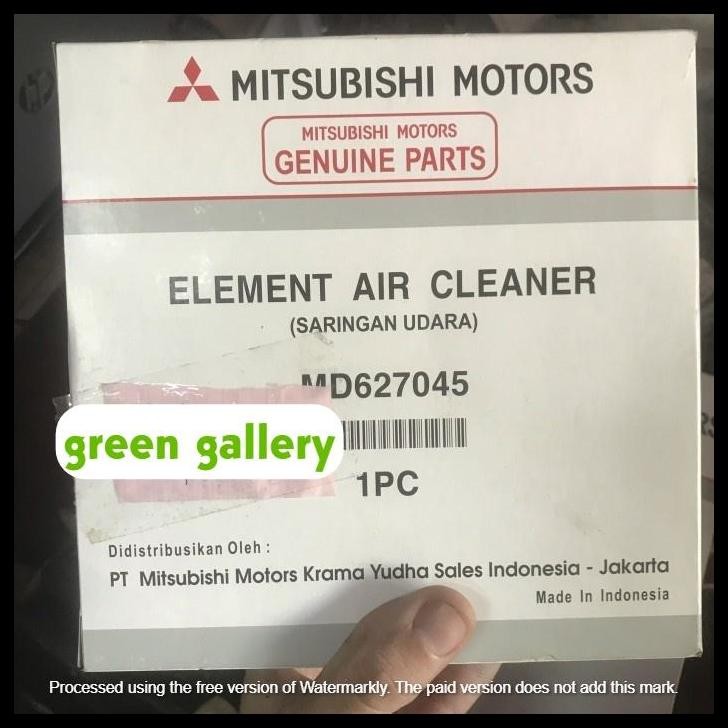 MITSUBISHI MOTORS
MITSUBISHI MOTORS
GENUINE PARTS
ELEMENT AIR CLEANER
(SARINGAN UDARA)
MD627045
green gallery
1PC
Didistribusikan Oleh :
PT Mitsubishi Motors Krama Yudha Sales Indonesia - Jakarta
Made In Indonesia
Processed using the free version of Watermarkly. The paid version does not add this mark.